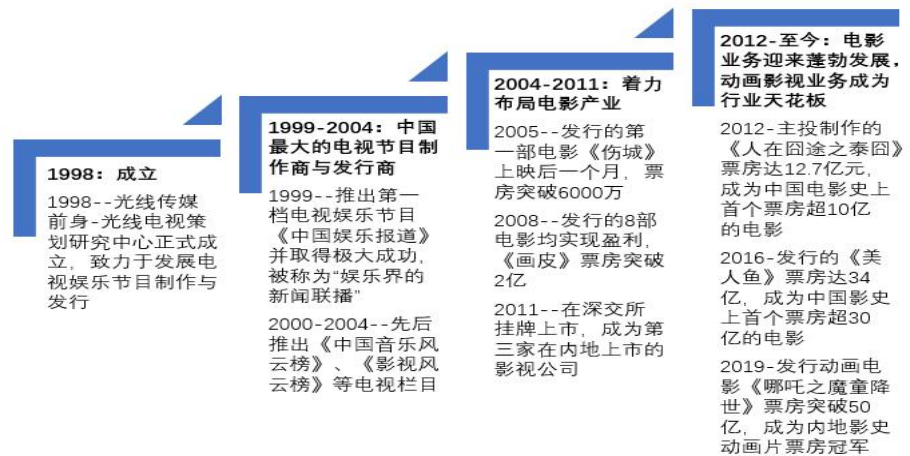 1998：成立
1998--光线传媒
前身-光线电视策
划研究中心正式成
立，致力于发展电
视娱乐节目制作与
发行
1999-2004：中国
最大的电视节目制
作商与发行商
1999--推出第一
档电视娱乐节目
《中国娱乐报道》
并取得极大成功，
被称为“娱乐界的
新闻联播”
2000-2004--先后
推出《中国音乐风
云榜》、《影视风
云榜》等电视栏目
2004-2011：着力
布局电影产业
2005--发行的第
一部电影《伤城》
上映后一个月，票
房突破6000万
2008--发行的8部
电影均实现盈利，
《画皮》票房突破
2亿
2011--在深交所
挂牌上市，成为第
三家在内地上市的
影视公司
2012-至今：电影
业务迎来蓬勃发展，
动画影视业务成为
行业天花板
2012-主投制作的
《人在囧途之泰囧》
票房达12.7亿元，
成为中国电影史上
首个票房超10亿
的电影
2016-发行的《美
人鱼》票房达34
亿，成为中国影史
上首个票房超30
亿的电影
2019-发行动画电
影《哪吒之魔童降
世》票房突破50
亿，成为内地影史
动画片票房冠军